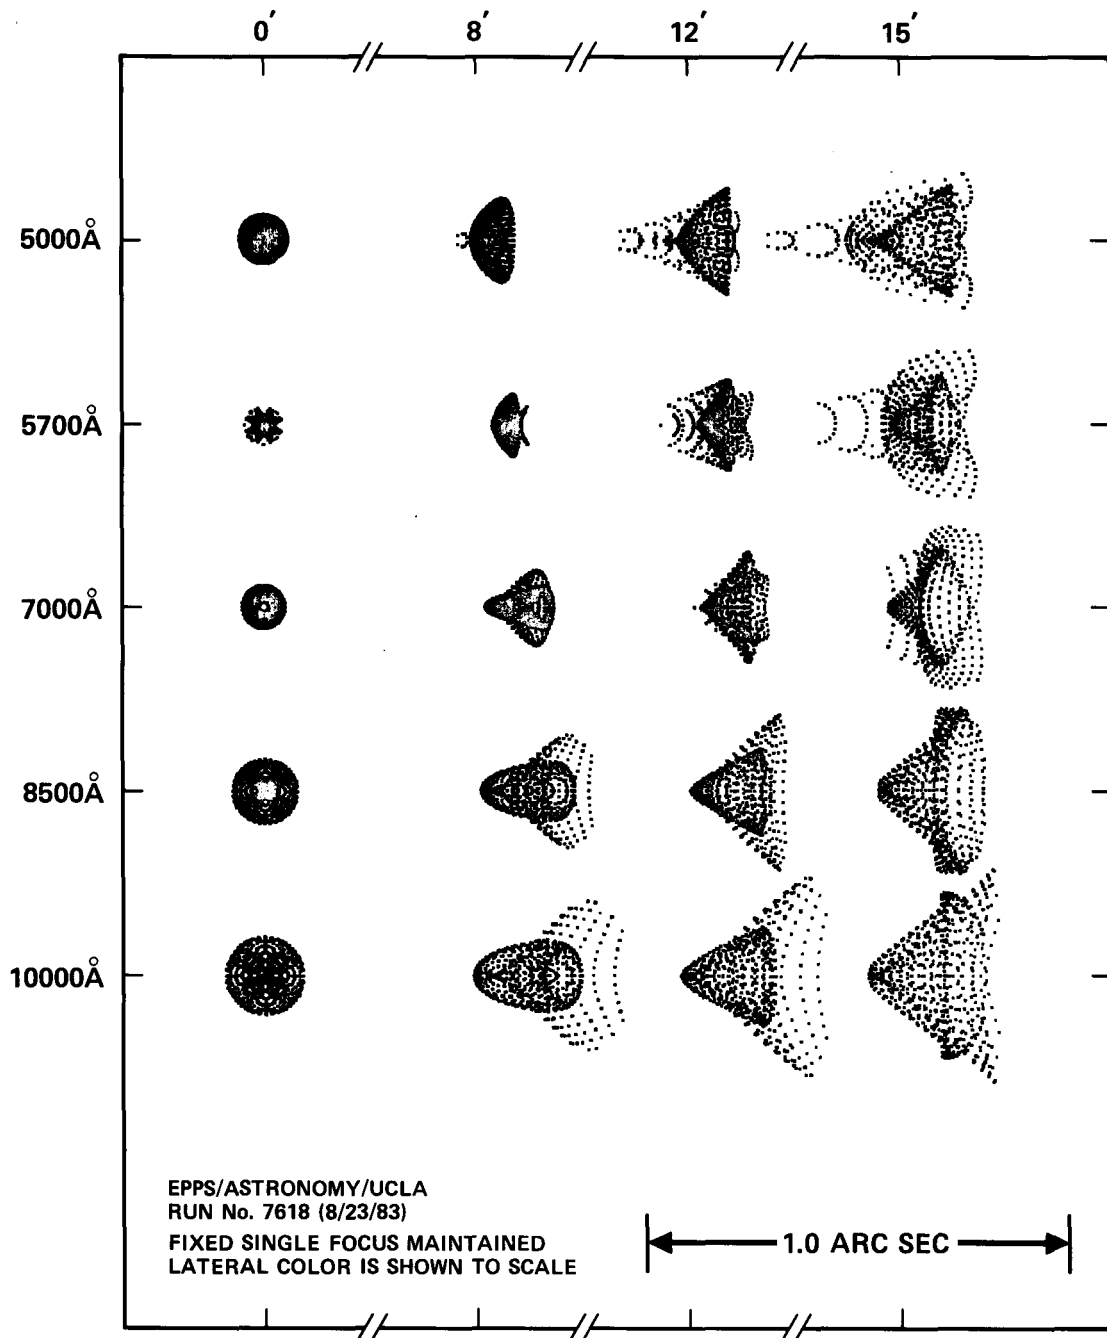 0′ 8′ 12′ 15′
5000Å
5700Å
7000Å
8500Å
10000Å
EPPS/ASTRONOMY/UCLA
RUN No. 7618 (8/23/83)
FIXED SINGLE FOCUS MAINTAINED
LATERAL COLOR IS SHOWN TO SCALE
1.0 ARC SEC